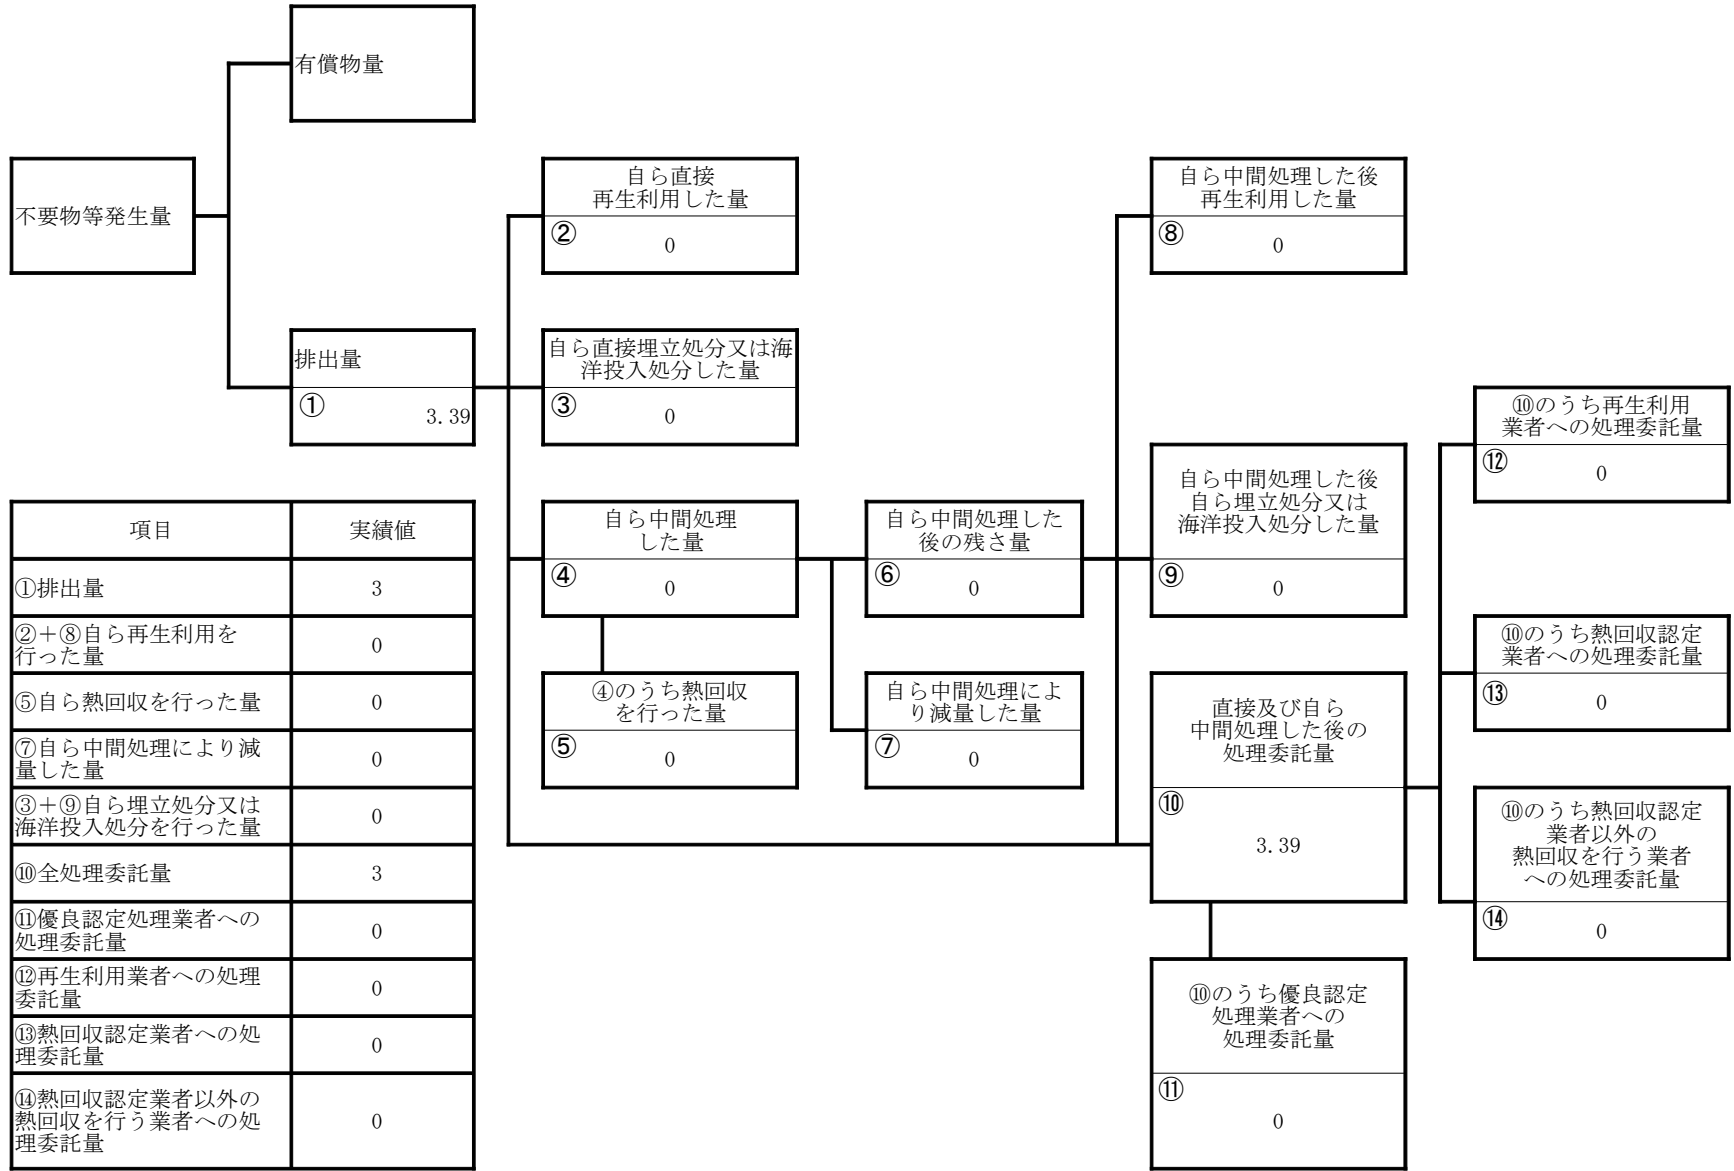 有償物量
不要物等発生量
自ら直接
再生利用した量
②
0
自ら中間処理した後
再生利用した量
⑧
0
排出量
①
3.39
自ら直接埋立処分又は海
洋投入処分した量
③
0
⑩のうち再生利用
業者への処理委託量
⑫
0
自ら中間処理
した量
④
0
自ら中間処理した
後の残さ量
⑥
0
自ら中間処理した後
自ら埋立処分又は
海洋投入処分した量
⑨
0
⑩のうち熱回収認定
業者への処理委託量
⑬
0
④のうち熱回収
を行った量
⑤
0
自ら中間処理によ
り減量した量
⑦
0
直接及び自ら
中間処理した後の
処理委託量
⑩
3.39
⑩のうち熱回収認定
業者以外の
熱回収を行う業者
への処理委託量
⑭
0
⑩のうち優良認定
処理業者への
処理委託量
⑪
0
項目 実績値
①排出量 3
②+⑧自ら再生利用を
行った量 0
⑤自ら熱回収を行った量 0
⑦自ら中間処理により減
量した量 0
③+⑨自ら埋立処分又は
海洋投入処分を行った量 0
⑩全処理委託量 3
⑪優良認定処理業者への
処理委託量 0
⑫再生利用業者への処理
委託量 0
⑬熱回収認定業者への処
理委託量 0
⑭熱回収認定業者以外の
熱回収を行う業者への処
理委託量 0